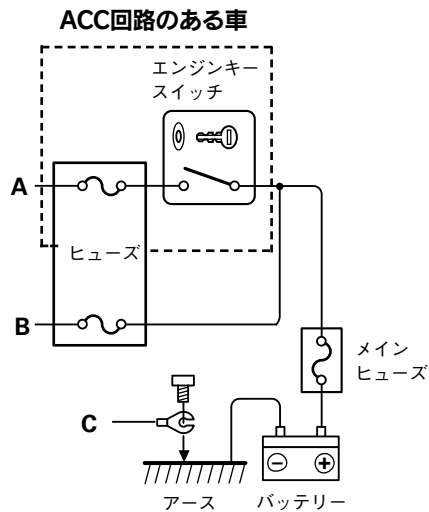 ACC回路のある車
エンジンキー
スイッチ
A
ヒューズ
B
メイン
ヒューズ
C
アース
バッテリー